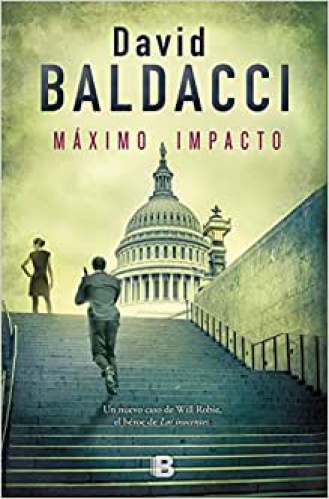 David
BALDACCI
MÁXIMO IMPACTO
Un nuevo caso de Will Robie,
el héroe de Los inocentes
B